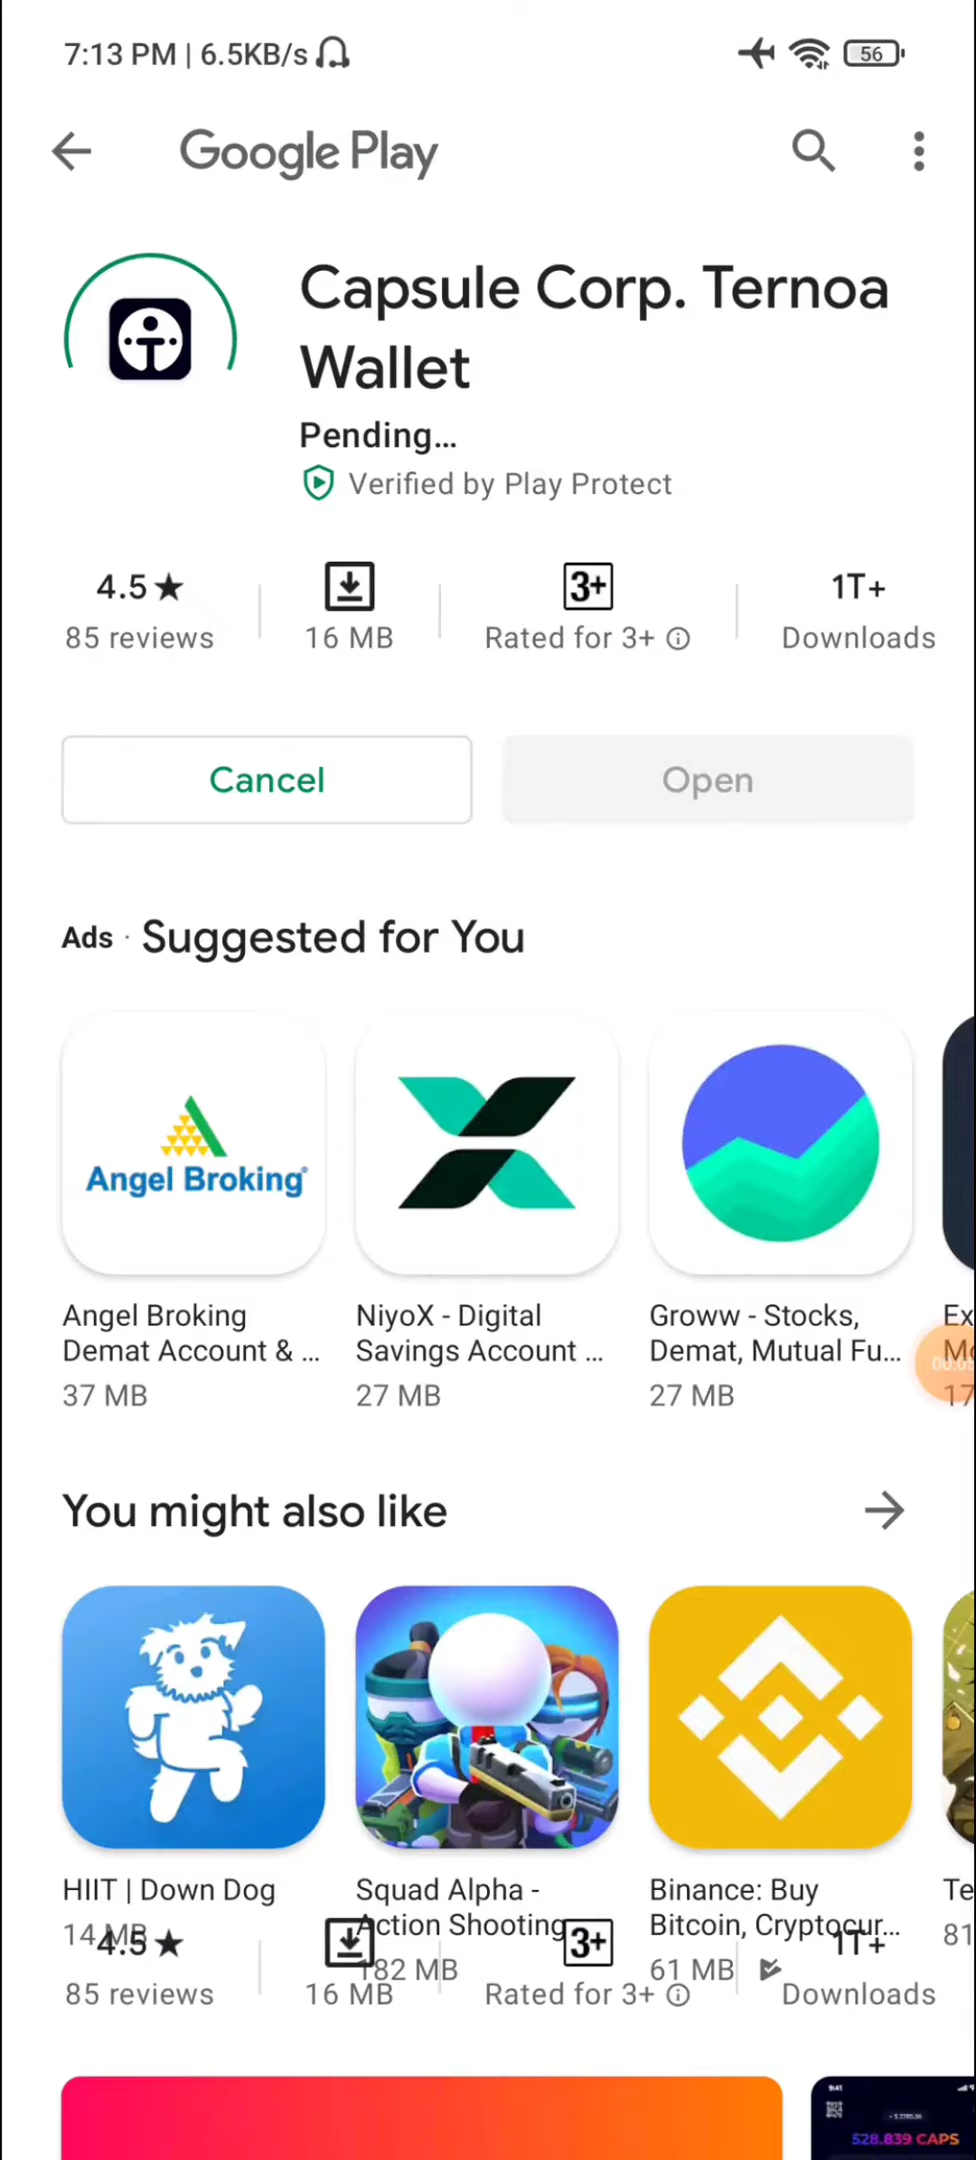 7:13 PM | 6.5KB/s
56
Google Play
Capsule Corp. Ternoa
Wallet
Pending...
Verified by Play Protect
4.5★
85 reviews
16 MB
3+
Rated for 3+
1T+
Downloads
Cancel
Open
Ads · Suggested for You
Angel Broking
Angel Broking
Demat Account & ...
37 MB
NiyoX - Digital
Savings Account ...
27 MB
Groww - Stocks,
Demat, Mutual Fu...
27 MB
Ex
17
You might also like
HIIT | Down Dog
14 MB
Squad Alpha -
Action Shooting
182 MB
Binance: Buy
Bitcoin, Cryptocur...
61 MB
Te
81
4.5★
85 reviews
16 MB
3+
Rated for 3+
1T+
Downloads
9:41
528.839 CAPS